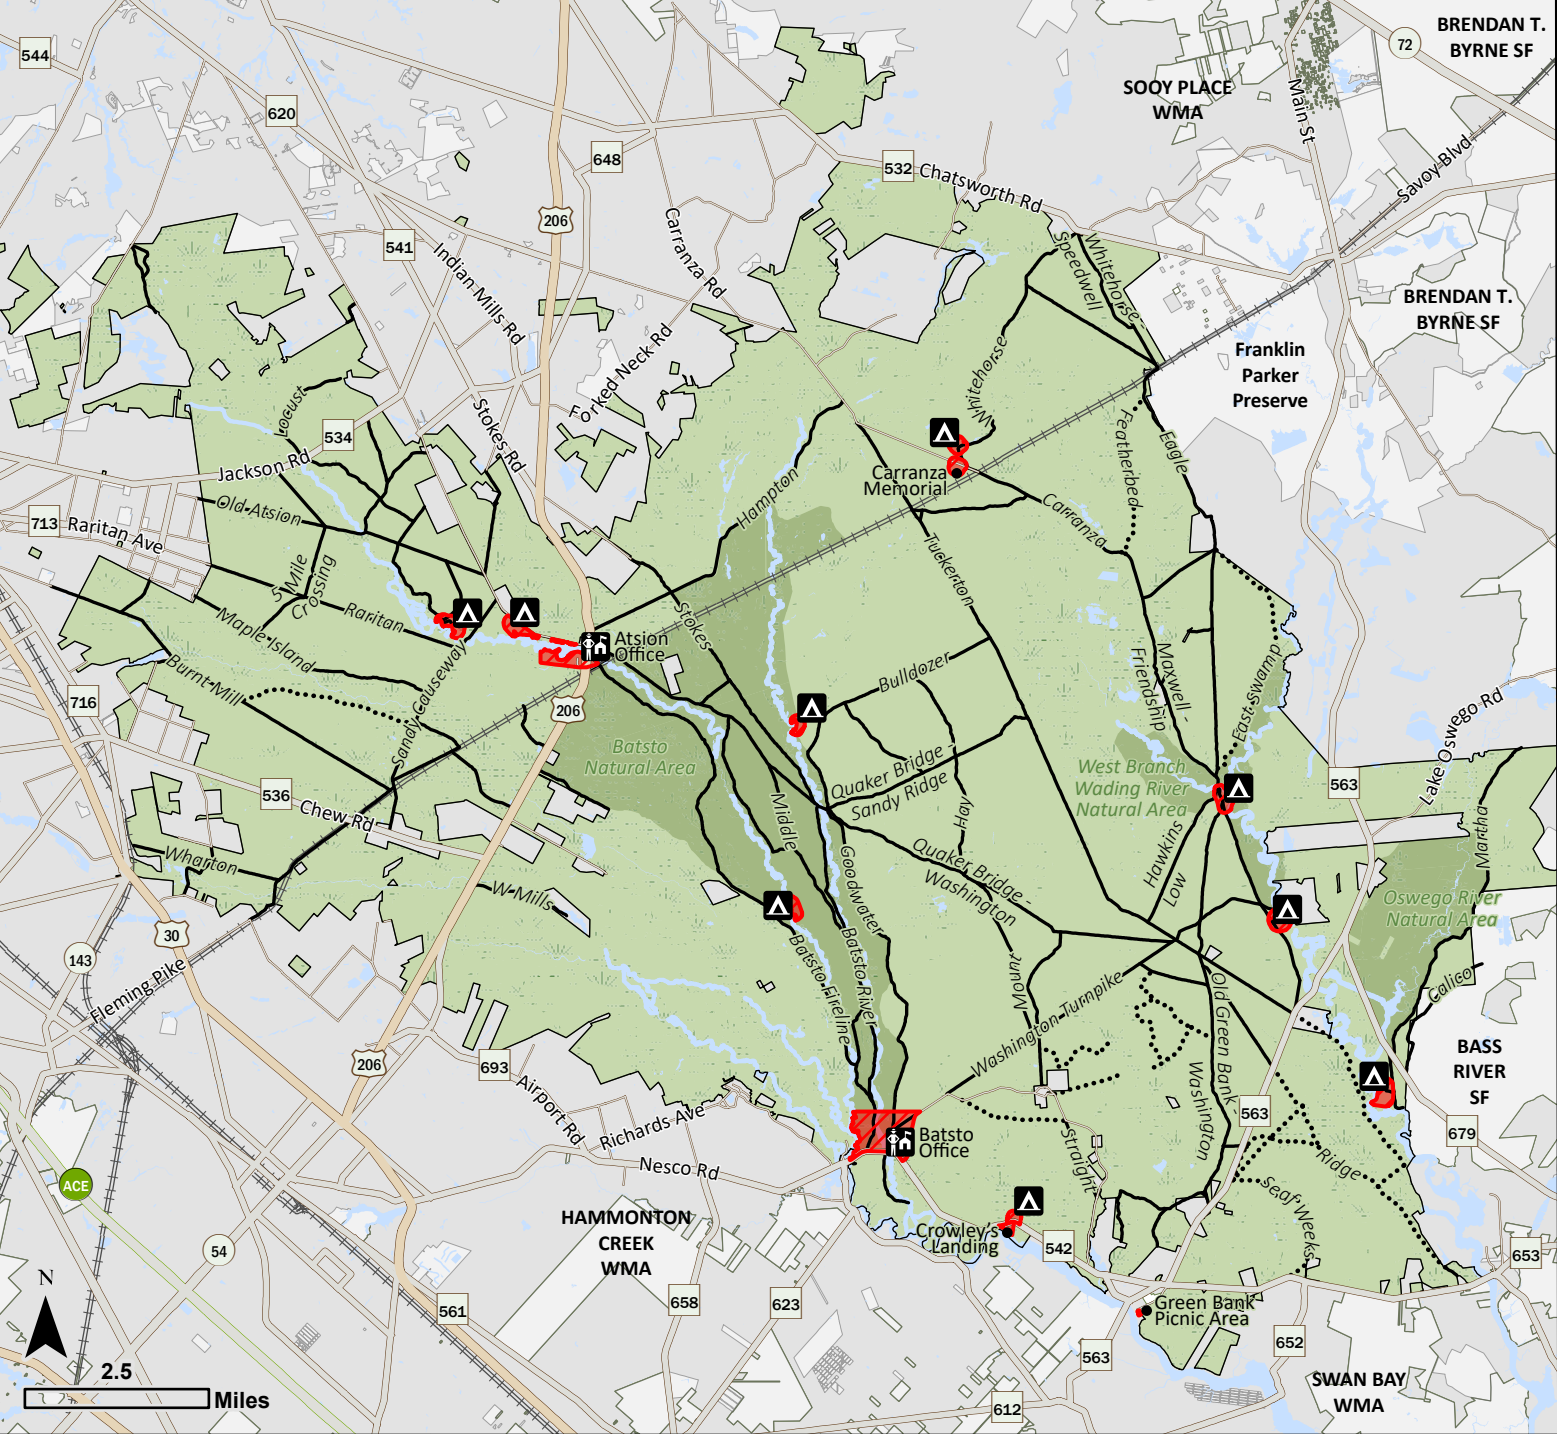 BRENDAN T.
BYRNE SF
72
544
SOOY PLACE
WMA
Main St
620
648
532
Chatsworth Rd
Savoy Blvd
206
541
Indian Mills Rd
Carranza Rd
Speedwell
Whitehorse -
BRENDAN T.
BYRNE SF
Franklin
Parker
Preserve
Forked Neck Rd
Whitehorse
Locust
534
Stokes Rd
Jackson Rd
Carranza
Memorial
Featherbed
Eagle
Hampton
Old Atsion
713
Raritan Ave
Carranza
Tuckerton
5 Mile
Crossing
Raritan
Maple Island
Stokes
Atsion
Office
Burnt Mill
Sandy Causeway
716
206
Bulldozer
Maxwell -
Friendship
East Swamp
Lake Oswego Rd
Batsto
Natural Area
Quaker Bridge -
Sandy Ridge
West Branch
Wading River
Natural Area
563
536
Chew Rd
Middle
Hay
Martha
Wharton
Goodwater
Quaker Bridge -
Washington
Hawkins
Low
W Mills
Oswego River
Natural Area
30
143
Fleming Pike
Batsto Fireline
Batsto River
Mount
Washington Turnpike
Old Green Bank -
Washington
Calico
BASS
RIVER
SF
206
693
Airport Rd
Richards Ave
563
679
Batsto
Office
Nesco Rd
Straight
Ridge
Seaf Weeks
ACE
HAMMONTON
CREEK
WMA
Crowley's
Landing
542
54
653
N
561
658
623
Green Bank
Picnic Area
652
563
2.5
Miles
612
SWAN BAY
WMA